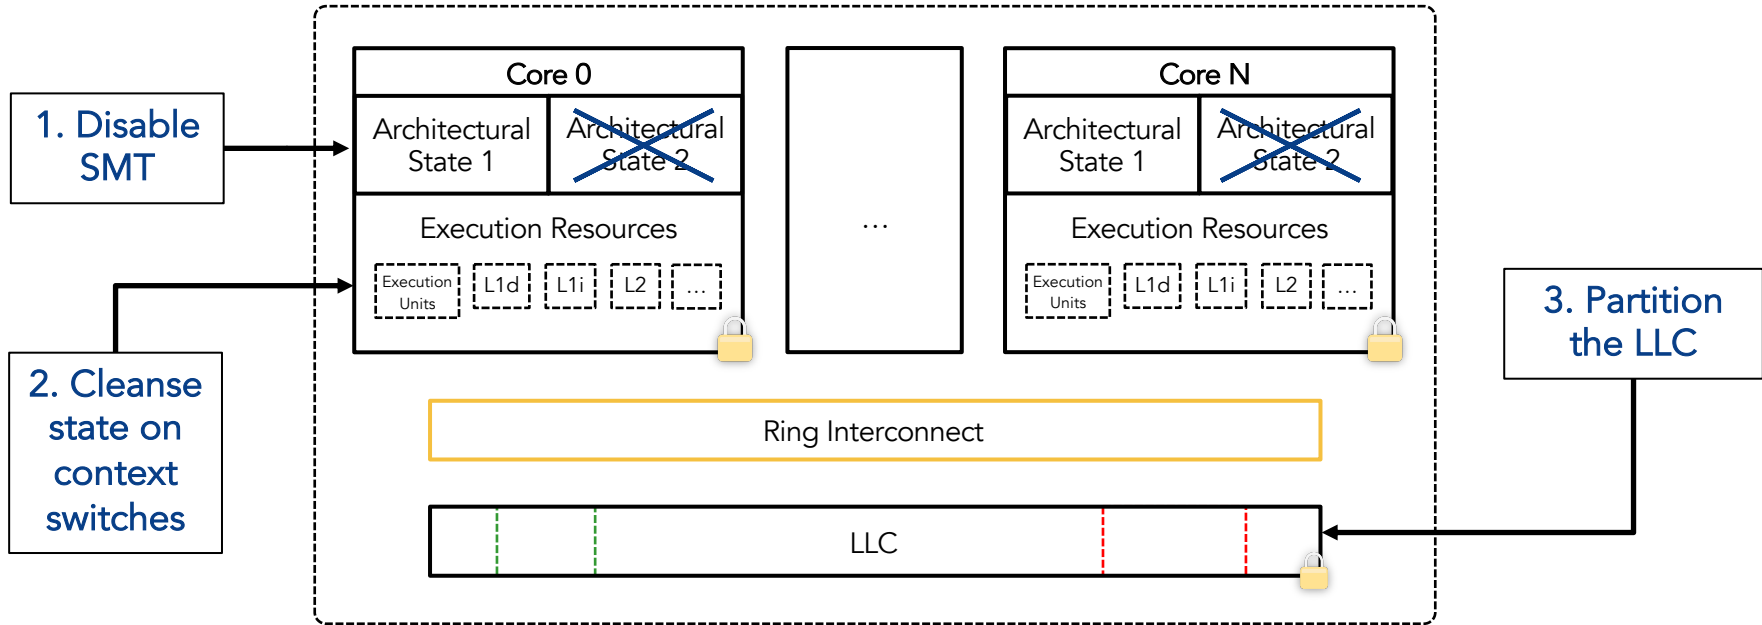 1. Disable
SMT
2. Cleanse
state on
context
switches
Core 0
Architectural
State 1
Architectural
State 2
Execution Resources
Execution
Units
L1d
L1i
L2
...
...
Core N
Architectural
State 1
Architectural
State 2
Execution Resources
Execution
Units
L1d
L1i
L2
...
Ring Interconnect
LLC
3. Partition
the LLC